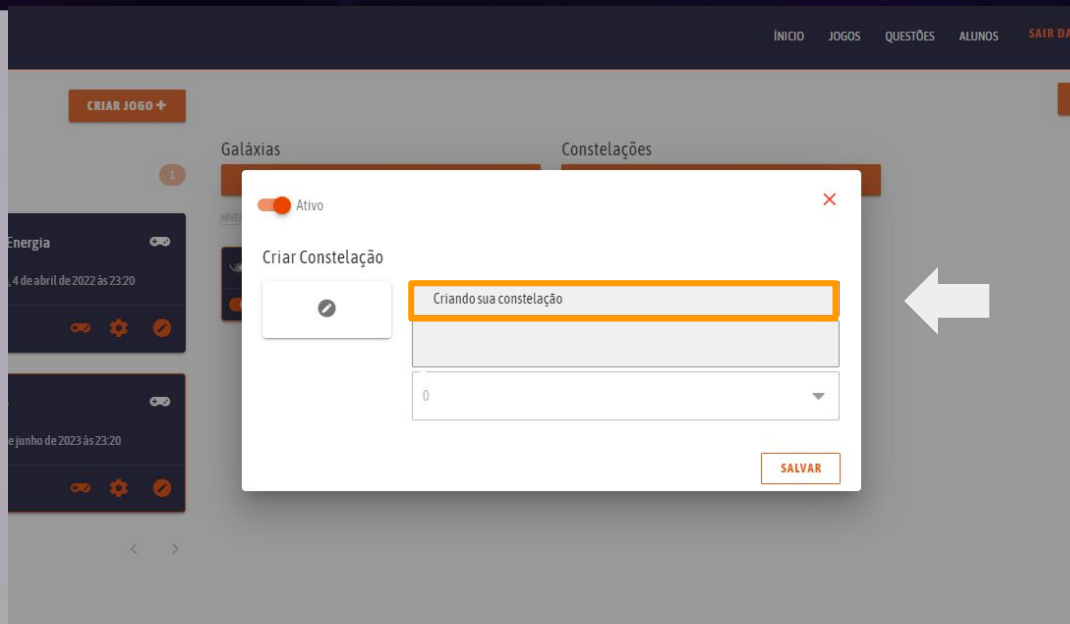 ÍNICIO JOGOS QUESTÕES ALUNOS SAIR DA
CRIAR JOGO +
Galáxias Constelações
1
Ativo
Energia
Criar Constelação
, 4 de abril de 2022 às 23:20
Criando sua constelação
0
e junho de 2023 às 23:20
SALVAR